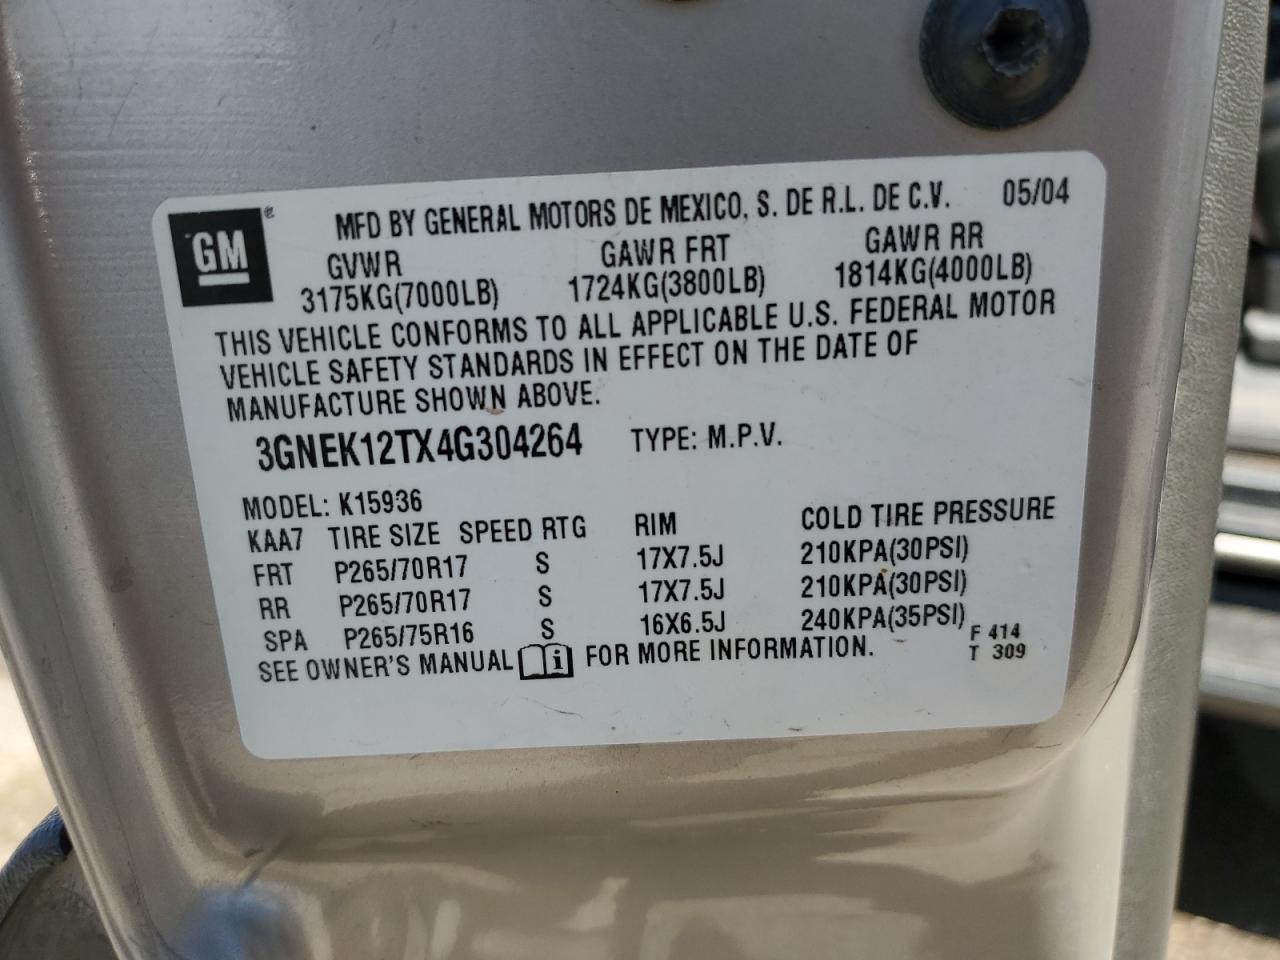 GM ® MFD BY GENERAL MOTORS DE MEXICO, S. DE R.L. DE C.V. 05/04
GVWR GAWR FRT GAWR RR
3175KG(7000LB) 1724KG(3800LB) 1814KG(4000LB)
THIS VEHICLE CONFORMS TO ALL APPLICABLE U.S. FEDERAL MOTOR
VEHICLE SAFETY STANDARDS IN EFFECT ON THE DATE OF
MANUFACTURE SHOWN ABOVE.
3GNEK12TX4G304264 TYPE: M.P.V.
MODEL: K15936
KAA7 TIRE SIZE SPEED RTG RIM COLD TIRE PRESSURE
FRT P265/70R17 S 17X7.5J 210KPA(30PSI)
RR P265/70R17 S 17X7.5J 210KPA(30PSI)
SPA P265/75R16 S 16X6.5J 240KPA(35PSI)
SEE OWNER'S MANUAL i FOR MORE INFORMATION.
F 414
T 309